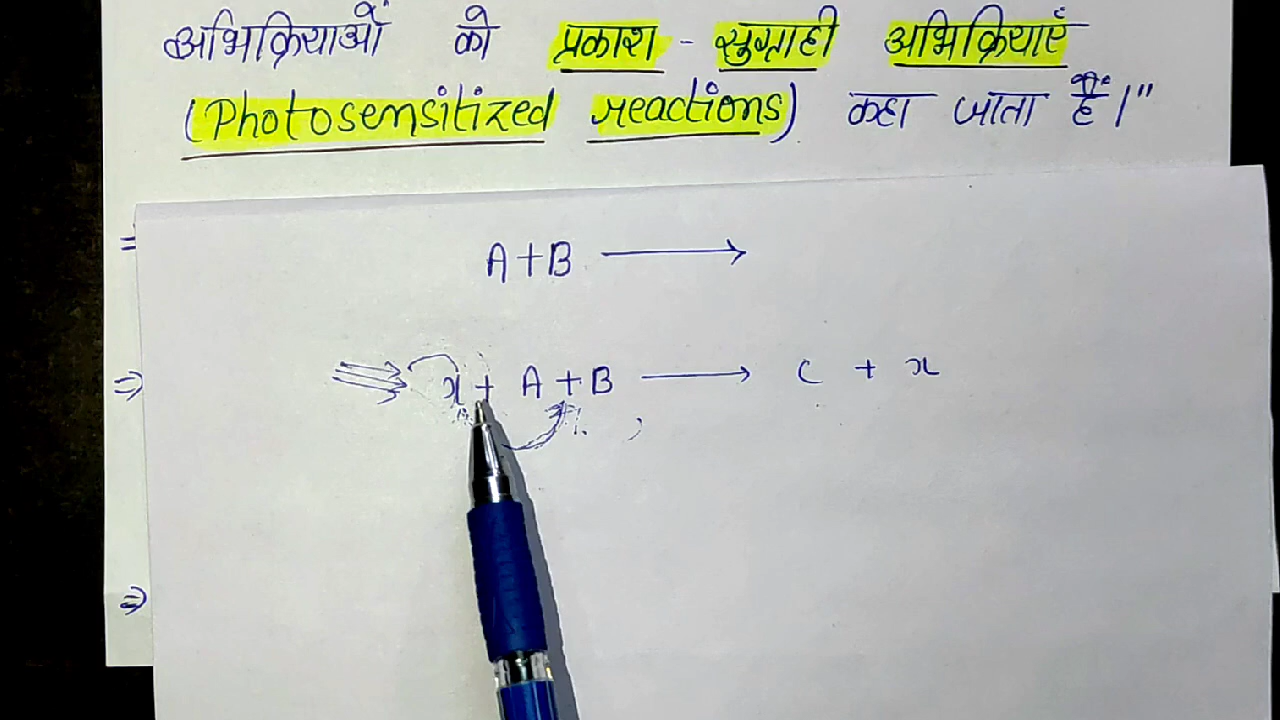 अभिक्रियाओं को प्रकाश - सुग्राही अभिक्रियाएँ
(Photosensitized reactions) कहा जाता है।"
=
A+B ⟶
⇒ x + A + B ⟶ C + x
⇒